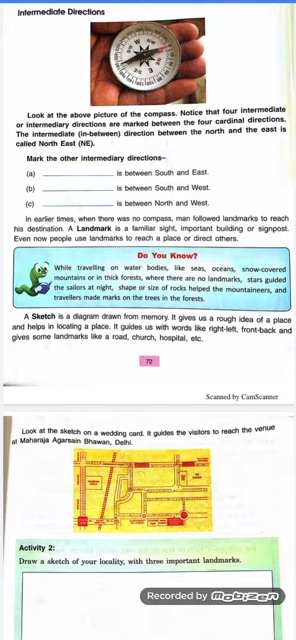 Intermediate Directions
Look at the above picture of the compass. Notice that four intermediate
or intermediary directions are marked between the four cardinal directions.
The intermediate (in-between) direction between the north and the east is
called North East (NE).
Mark the other intermediary directions–
(a) ____________ is between South and East.
(b) ____________ is between South and West.
(c) ____________ is between North and West.
In earlier times, when there was no compass, man followed landmarks to reach
his destination. A Landmark is a familiar sight, important building or signpost.
Even now people use landmarks to reach a place or direct others.
Do You Know?
While travelling on water bodies, like seas, oceans, snow-covered
mountains or in thick forests, where there are no landmarks, stars guided
the sailors at night, shape or size of rocks helped the mountaineers, and
travellers made marks on the trees in the forests.
A Sketch is a diagram drawn from memory. It gives us a rough idea of a place
and helps in locating a place. It guides us with words like right-left, front-back and
gives some landmarks like a road, church, hospital, etc.
72
Scanned by CamScanner
Look at the sketch on a wedding card. It guides the visitors to reach the venue
at Maharaja Agarsain Bhawan, Delhi.
Activity 2:
Draw a sketch of your locality, with three important landmarks.
Recorded by Mobizen